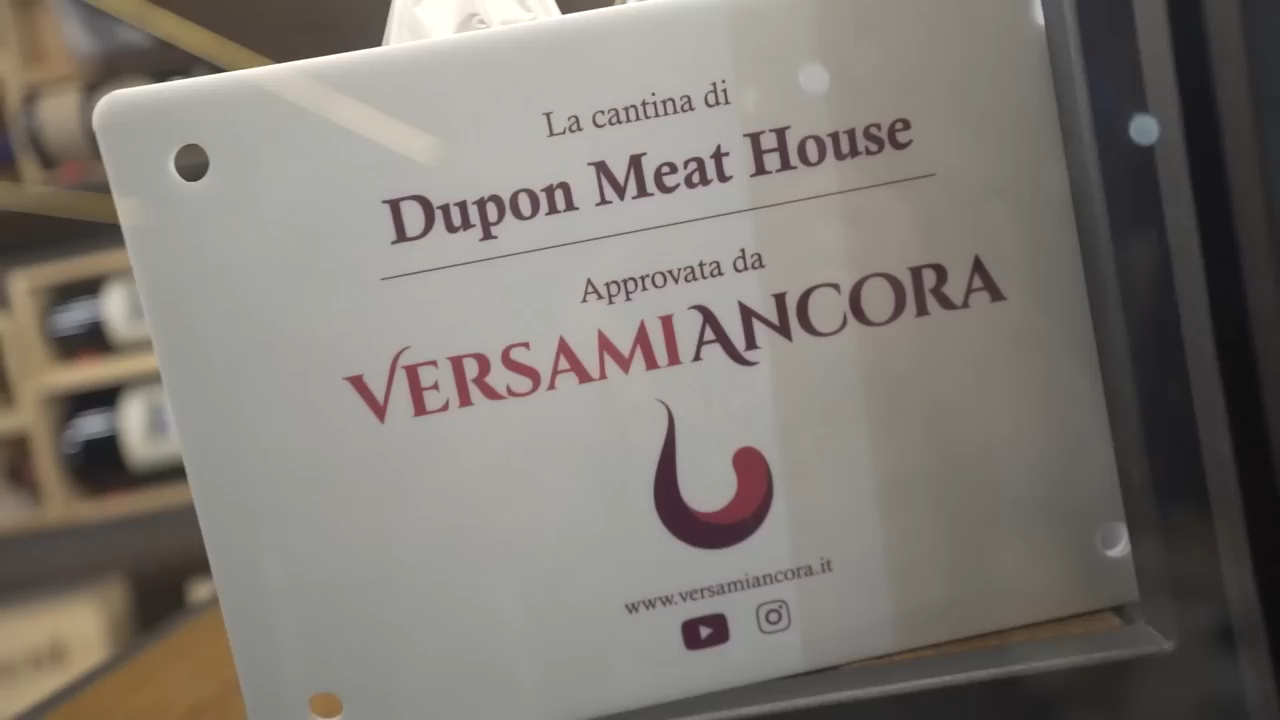 La cantina di
Dupon Meat House
Approvata da
VERSAMIANCORA
www.versamiancora.it